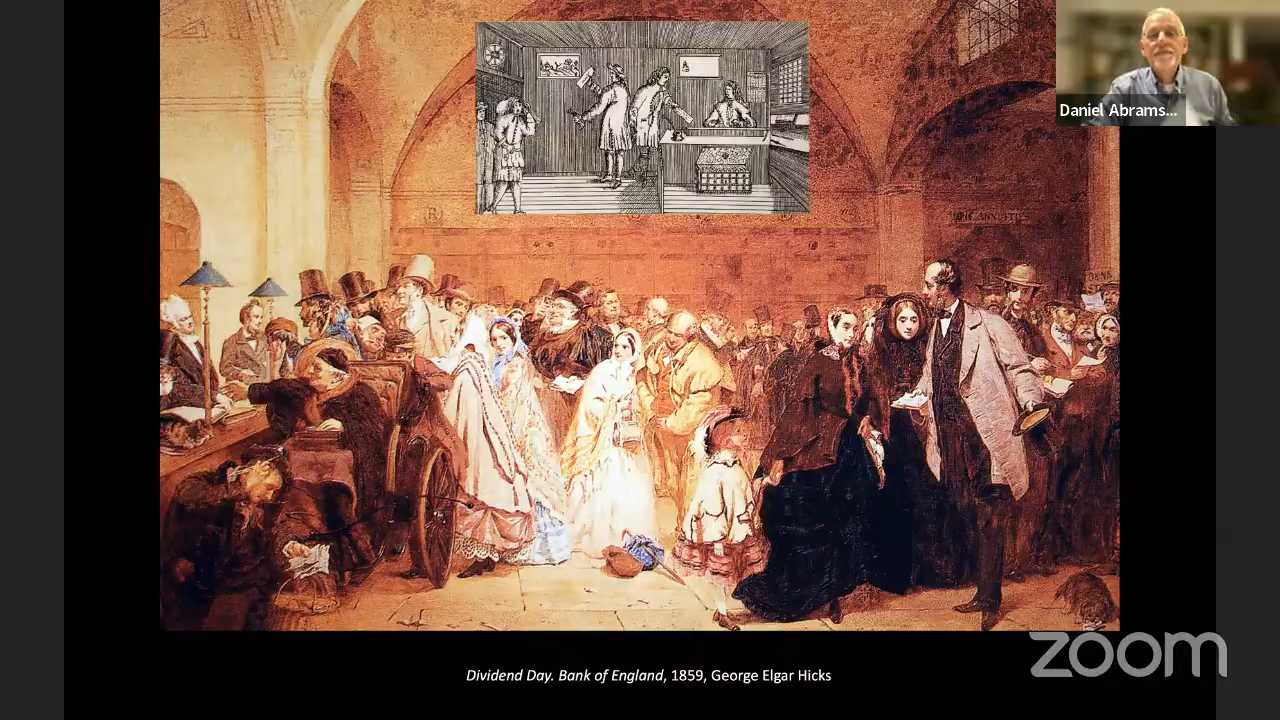 Daniel Abrams...
zoom
Dividend Day. Bank of England, 1859, George Elgar Hicks